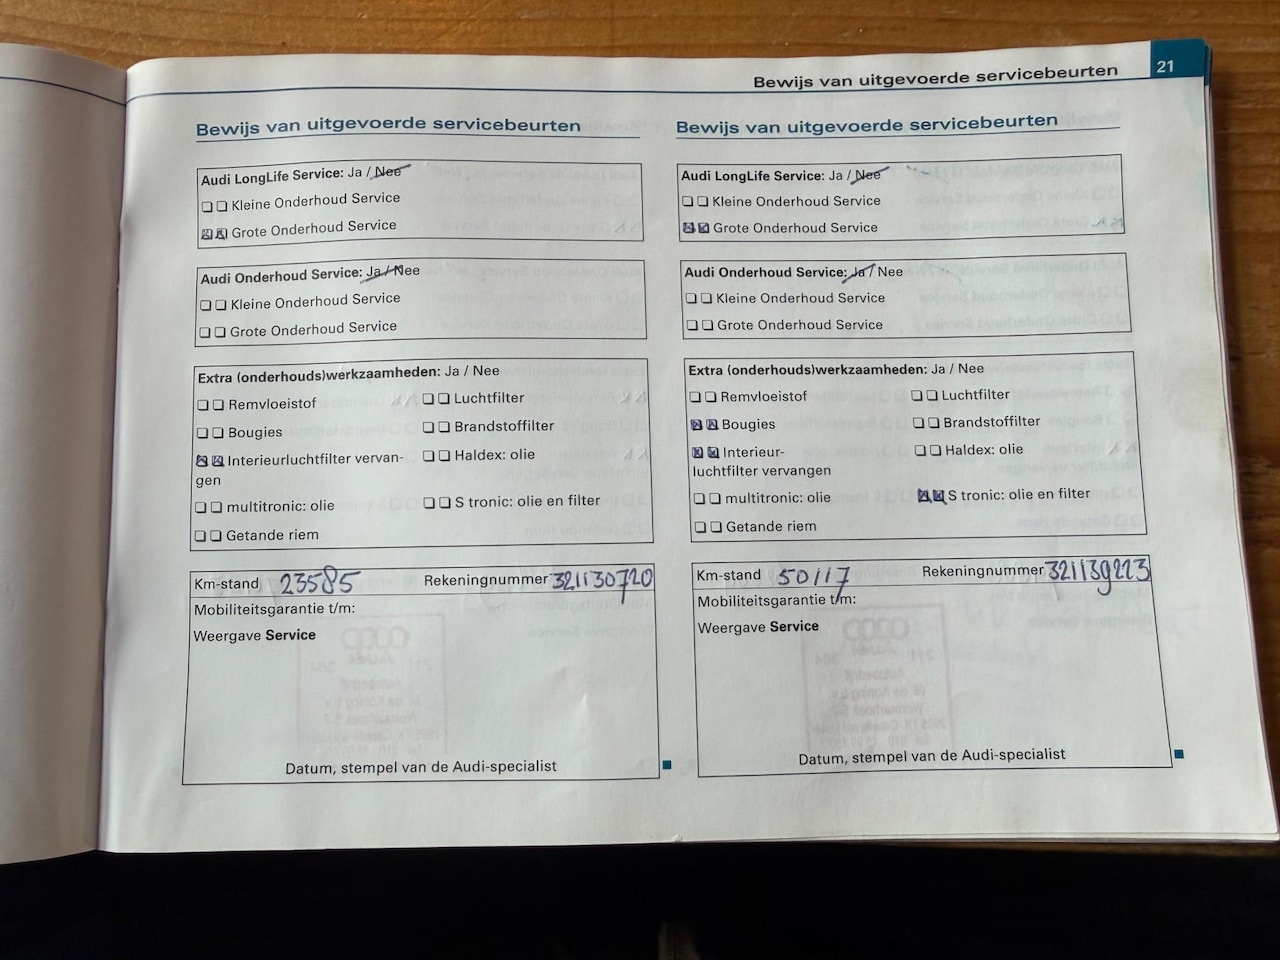 Bewijs van uitgevoerde servicebeurten 21
Bewijs van uitgevoerde servicebeurten
Audi LongLife Service: Ja / Nee
Kleine Onderhoud Service
Grote Onderhoud Service
Audi Onderhoud Service: Ja / Nee
Kleine Onderhoud Service
Grote Onderhoud Service
Extra (onderhouds)werkzaamheden: Ja / Nee
Remvloeistof Luchtfilter
Bougies Brandstoffilter
Interieurluchtfilter vervan- Haldex: olie
gen
multitronic: olie S tronic: olie en filter
Getande riem
Km-stand 23585 Rekeningnummer 321130720
Mobiliteitsgarantie t/m:
Weergave Service
Datum, stempel van de Audi-specialist
Bewijs van uitgevoerde servicebeurten
Audi LongLife Service: Ja / Nee
Kleine Onderhoud Service
Grote Onderhoud Service
Audi Onderhoud Service: Ja / Nee
Kleine Onderhoud Service
Grote Onderhoud Service
Extra (onderhouds)werkzaamheden: Ja / Nee
Remvloeistof Luchtfilter
Bougies Brandstoffilter
Interieur- Haldex: olie
luchtfilter vervangen
multitronic: olie S tronic: olie en filter
Getande riem
Km-stand 50117 Rekeningnummer 321139223
Mobiliteitsgarantie t/m:
Weergave Service
Datum, stempel van de Audi-specialist